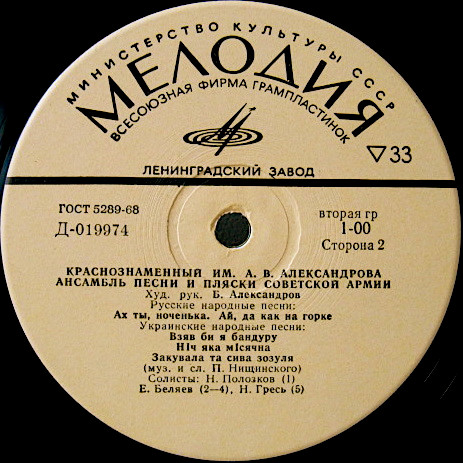 МИНИСТЕРСТВО КУЛЬТУРЫ СССР
МЕЛОДИЯ
ВСЕСОЮЗНАЯ ФИРМА ГРАМПЛАСТИНОК
ЛЕНИНГРАДСКИЙ ЗАВОД
▽33
ГОСТ 5289-68
Д-019974
вторая гр
1-00
Сторона 2
КРАСНОЗНАМЕННЫЙ ИМ. А. В. АЛЕКСАНДРОВА
АНСАМБЛЬ ПЕСНИ И ПЛЯСКИ СОВЕТСКОЙ АРМИИ
Худ. рук. Б. Александров
Русские народные песни:
Ах ты, ноченька. Ай, да как на горке
Украинские народные песни:
Взяв би я бандуру
НІч яка мІсячна
Закувала та сива зозуля
(муз. и сл. П. Нищинского)
Солисты: Н. Полозков (1)
Е. Беляев (2—4), Н. Гресь (5)